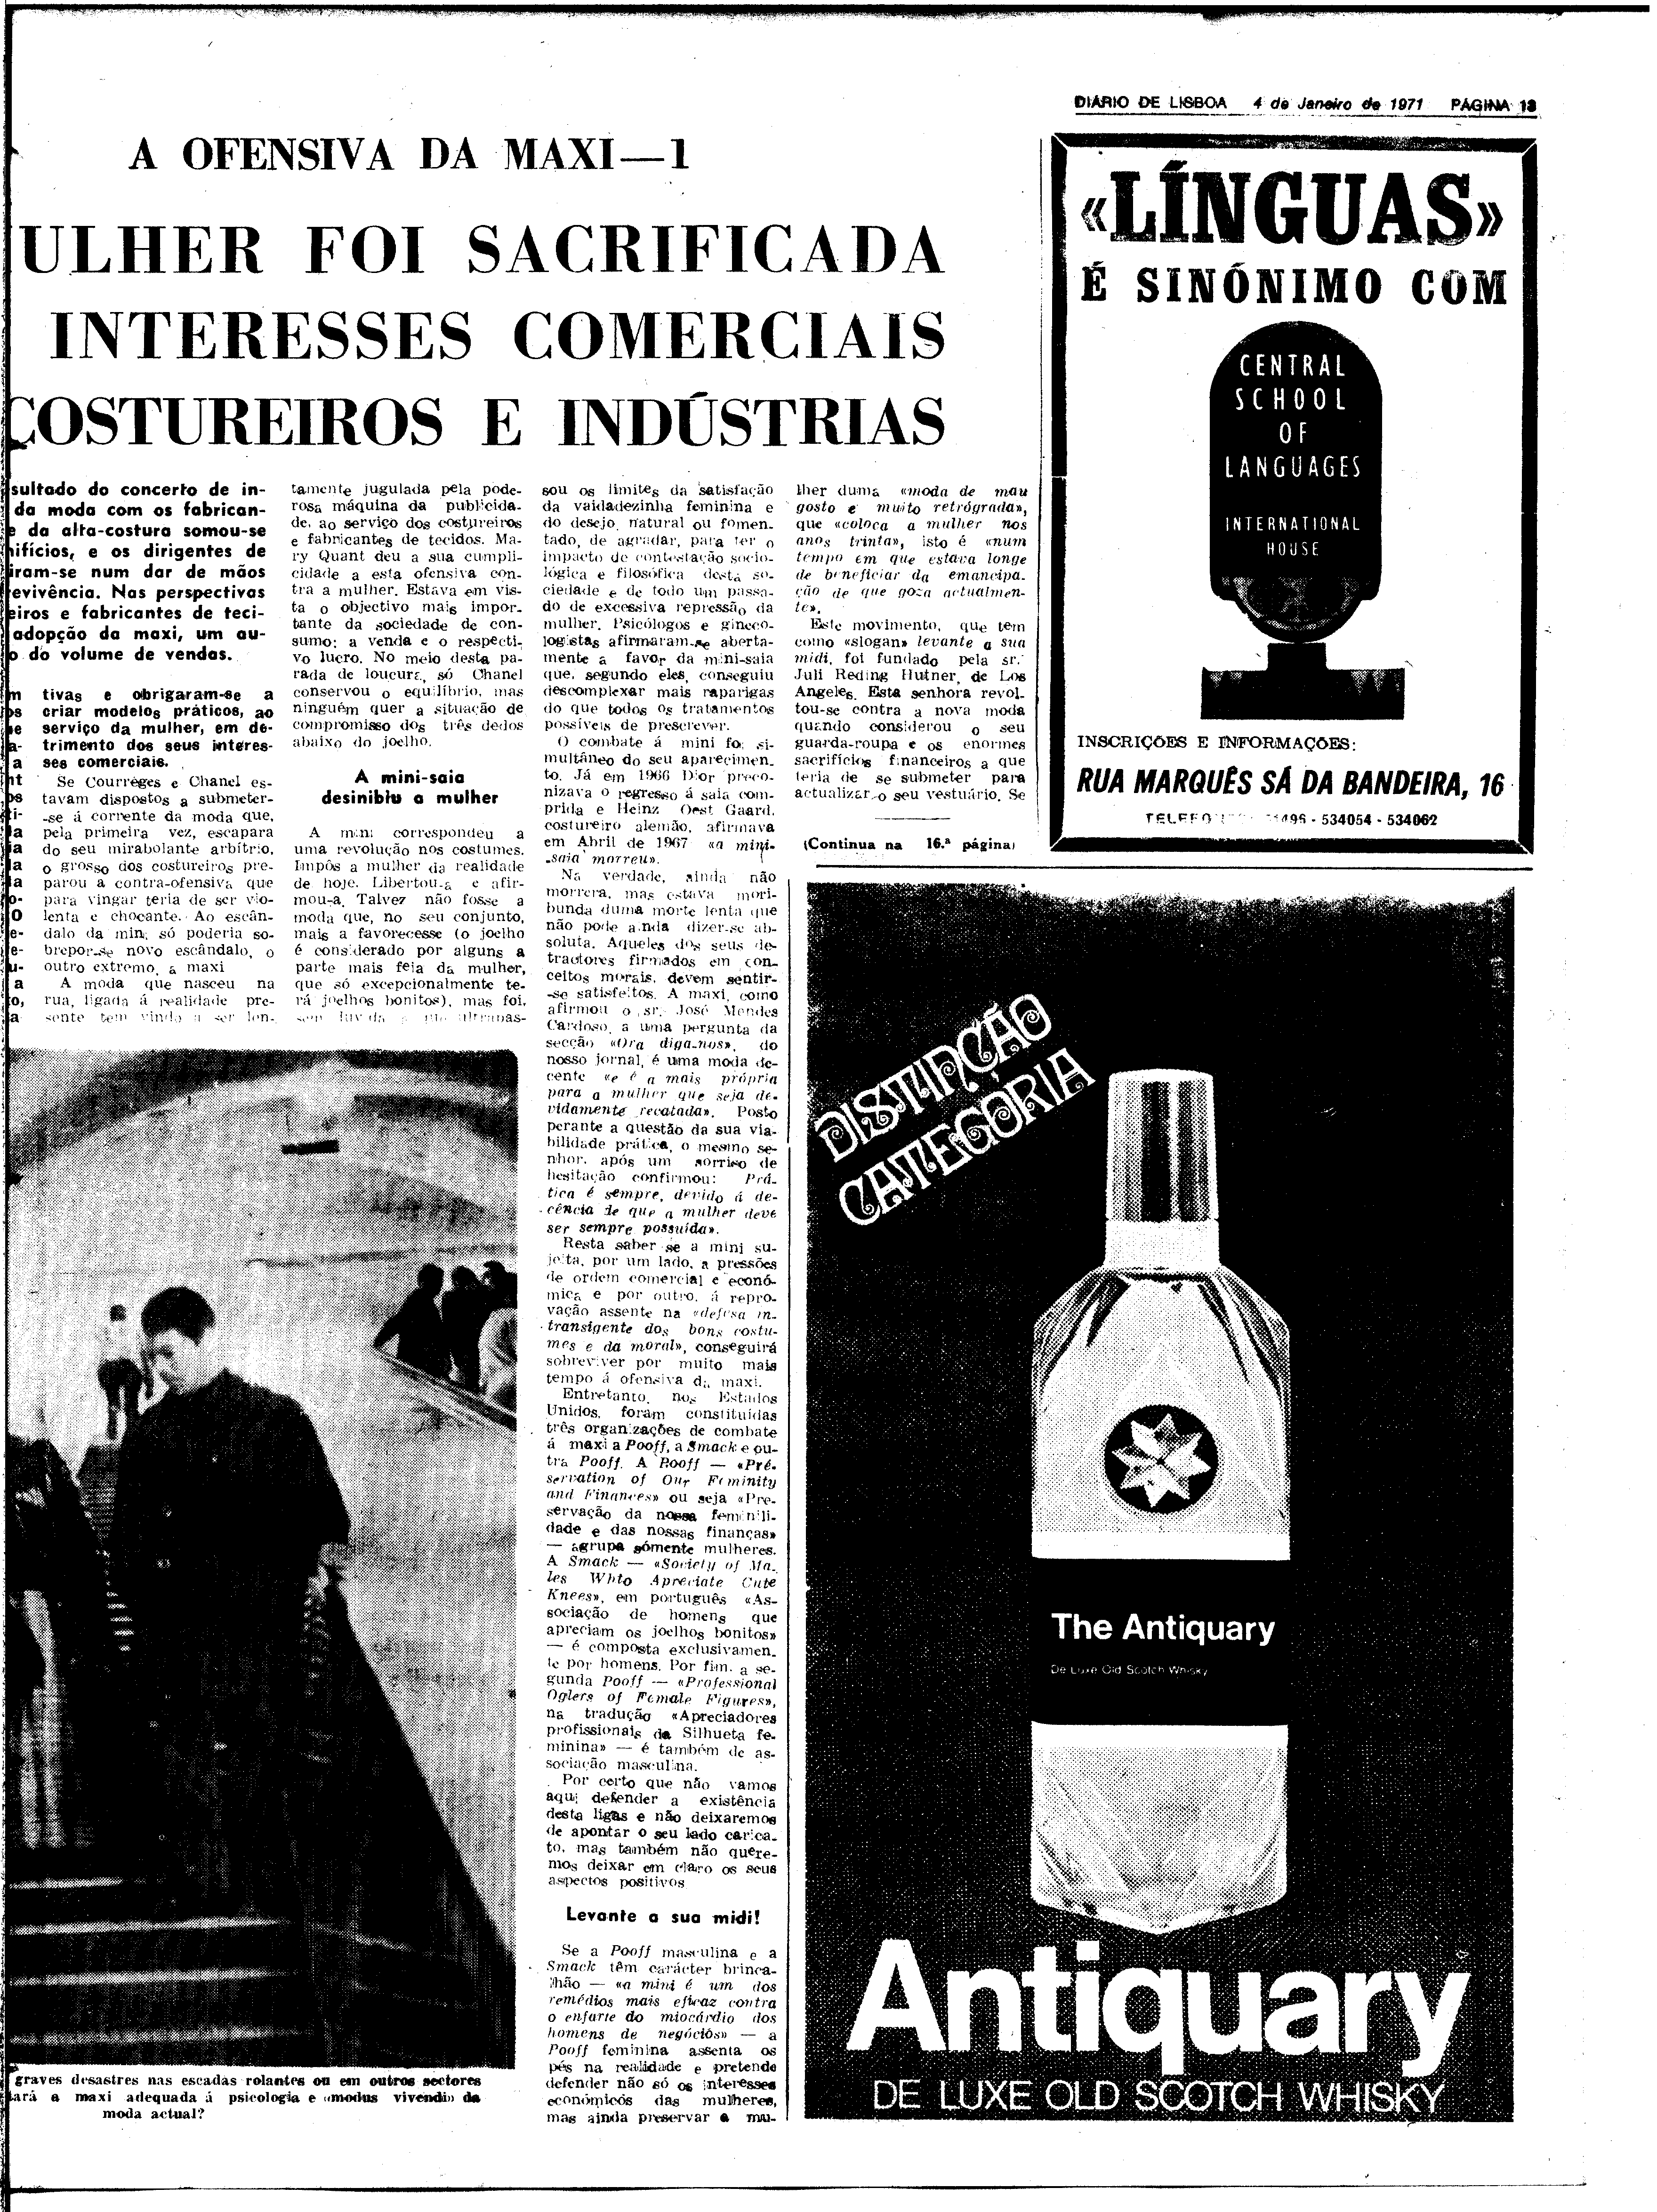 DIÁRIO DE LISBOA 4 de Janeiro de 1971 PÁGINA 13
A OFENSIVA DA MAXI—1
ULHER FOI SACRIFICADA
INTERESSES COMERCIAIS
COSTUREIROS E INDÚSTRIAS
sultado do concerto de in-
da moda com os fabrican-
e da alta-costura somou-se
nifícios, e os dirigentes de
iram-se num dar de mãos
evivência. Nas perspectivas
eiros e fabricantes de teci-
adopção da maxi, um au-
o do volume de vendas.
m
os
se
a-
a
nt
os
i-
la
ia
la
ia
o-
O
e-
e-
u-
a
o,
a
tivas e obrigaram-se a
criar modelos práticos, ao
serviço da mulher, em de-
trimento dos seus interes-
ses comerciais.
Se Courrèges e Chanel es-
tavam dispostos a submeter-
-se á corrente da moda que,
pela primeira vez, escapara
do seu mirabolante arbítrio,
o grosso dos costureiros pre-
parou a contra-ofensiva que
para vingar teria de ser vio-
lenta e chocante. Ao escân-
dalo da min, só poderia so-
brepor-se novo escândalo, o
outro extremo, a maxi
A moda que nasceu na
rua, ligada á realidade pre-
sente tem vindo a ser len-
tamente jugulada pela pode-
rosa máquina da publicida-
de, ao serviço dos costureiros
e fabricantes de tecidos. Ma-
ry Quant deu a sua cumpli-
cidade a esta ofensiva con-
tra a mulher. Estava em vis-
ta o objectivo mais impor-
tante da sociedade de con-
sumo: a venda e o respecti-
vo lucro. No meio desta pa-
rada de loucura, só Chanel
conservou o equilíbrio, mas
ninguém quer a situação de
compromisso dos três dedos
abaixo do joelho.
A mini-saia
desinibiu a mulher
A mini correspondeu a
uma revolução nos costumes.
Impôs a mulher da realidade
de hoje. Libertou-a e afir-
mou-a. Talvez não fosse a
moda que, no seu conjunto,
mais a favorecesse (o joelho
é considerado por alguns a
parte mais feia da mulher,
que só excepcionalmente te-
rá joelhos bonitos), mas foi,
sem dúvida a que ultrapas-
sou os limites da satisfação
da vaidadezinha feminina e
do desejo, natural ou fomen-
tado, de agradar, para ter o
impacto de contestação socio-
lógica e filosófica desta so-
ciedade e de todo um passa-
do de excessiva repressão da
mulher. Psicólogos e gineco-
logistas afirmaram-se aberta-
mente a favor da mini-saia
que, segundo eles, conseguiu
descomplexar mais raparigas
do que todos os tratamentos
possíveis de prescrever.
O combate á mini foi si-
multâneo do seu aparecimen-
to. Já em 1966 Dior preco-
nizava o regresso á saia com-
prida e Heinz Oest Gaard,
costureiro alemão, afirmava
em Abril de 1967 «a mini-
-saia morreu».
Na verdade, ainda não
morrera, mas estava mori-
bunda duma morte lenta que
não pode ainda dizer-se ab-
soluta. Aqueles dos seus de-
tractores firmados em con-
ceitos morais, devem sentir-
-se satisfeitos. A maxi, como
afirmou o sr. José Mendes
Cardoso, a uma pergunta da
secção «Ora diga-nos», do
nosso jornal, é uma moda de-
cente «e é a mais própria
para a mulher que seja de-
vidamente recatada». Posto
perante a questão da sua via-
bilidade prática, o mesmo se-
nhor, após um sorriso de
hesitação confirmou: Prá-
tica é sempre, devido á de-
cência de que a mulher deve
ser sempre possuída».
Resta saber se a mini su-
jeita, por um lado, a pressões
de ordem comercial e econó-
mica e por outro, á repro-
vação assente na «defesa in-
transigente dos bons costu-
mes e da moral», conseguirá
sobreviver por muito mais
tempo á ofensiva da maxi.
Entretanto, nos Estados
Unidos, foram constituídas
três organizações de combate
á maxi a Pooff, a Smack e ou-
tra Pooff. A Pooff — «Pré-
servation of Our Feminity
and Finances» ou seja «Pre-
servação da nossa feminili-
dade e das nossas finanças»
— agrupa sòmente mulheres.
A Smack — «Society of Ma-
les Whto Apreciate Cute
Knees», em português «As-
sociação de homens que
apreciam os joelhos bonitos»
— é composta exclusivamen-
te por homens. Por fim, a se-
gunda Pooff — «Professional
Oglers of Female Figures»,
na tradução «Apreciadores
profissionais da Silhueta fe-
minina» — é também de as-
sociação masculina.
Por certo que não vamos
aqui defender a existência
desta ligas e não deixaremos
de apontar o seu lado carica-
to, mas também não quere-
mos deixar em claro os seus
aspectos positivos
Levante a sua midi!
Se a Pooff masculina e a
Smack têm carácter brinca-
lhão — «a mini é um dos
remédios mais eficaz contra
o enfarte do miocárdio dos
homens de negócios» — a
Pooff feminina assenta os
pés na realidade e pretende
defender não só os interesses
económicos das mulheres,
mas ainda preservar a mu-
lher duma «moda de mau
gosto e muito retrógrada»,
que «coloca a mulher nos
anos trinta», isto é «num
tempo em que estava longe
de beneficiar da emancipa-
ção de que goza actualmen-
te».
Este movimento, que tem
como «slogan» levante a sua
midi, foi fundado pela sr.ª
Juli Reding Hutner, de Los
Angeles. Esta senhora revol-
tou-se contra a nova moda
quando considerou o seu
guarda-roupa e os enormes
sacrifícios financeiros a que
teria de se submeter para
actualizar o seu vestuário. Se
(Continua na 16.ª página)
graves desastres nas escadas rolantes ou em outros sectores
tará a maxi adequada á psicologia e «modus vivendi» da
moda actual?
«LÍNGUAS»
É SINÓNIMO COM
CENTRAL
SCHOOL
OF
LANGUAGES
INTERNATIONAL
HOUSE
INSCRIÇÕES E INFORMAÇÕES:
RUA MARQUÊS SÁ DA BANDEIRA, 16
534054 - 534062
DISTINÇÃO
CATEGORIA
The Antiquary
De Luxe Old Scotch Whisky
Antiquary
DE LUXE OLD SCOTCH WHISKY